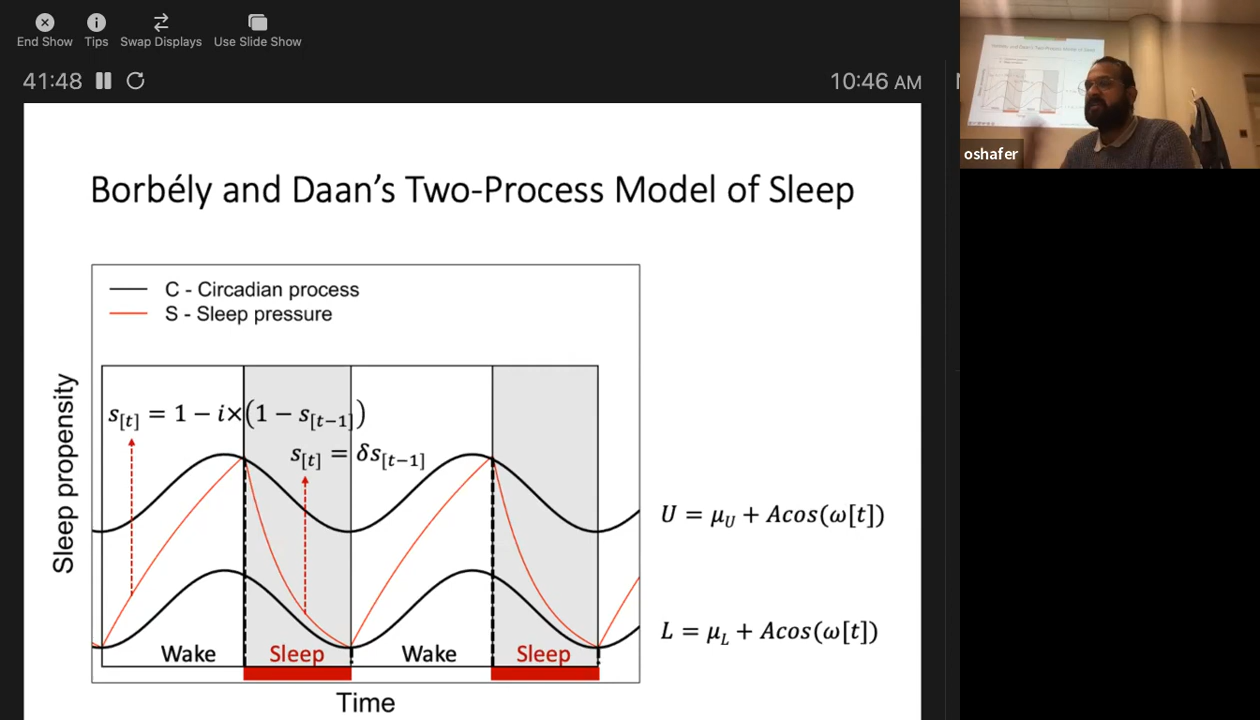 End Show Tips Swap Displays Use Slide Show
41:48 10:46 AM
oshafer
Borbély and Daan's Two-Process Model of Sleep
C - Circadian process
S - Sleep pressure
Sleep propensity
s[t] = 1 − i×(1 − s[t−1])
s[t] = δs[t−1]
U = μU + Acos(ω[t])
L = μL + Acos(ω[t])
Wake Sleep Wake Sleep
Time